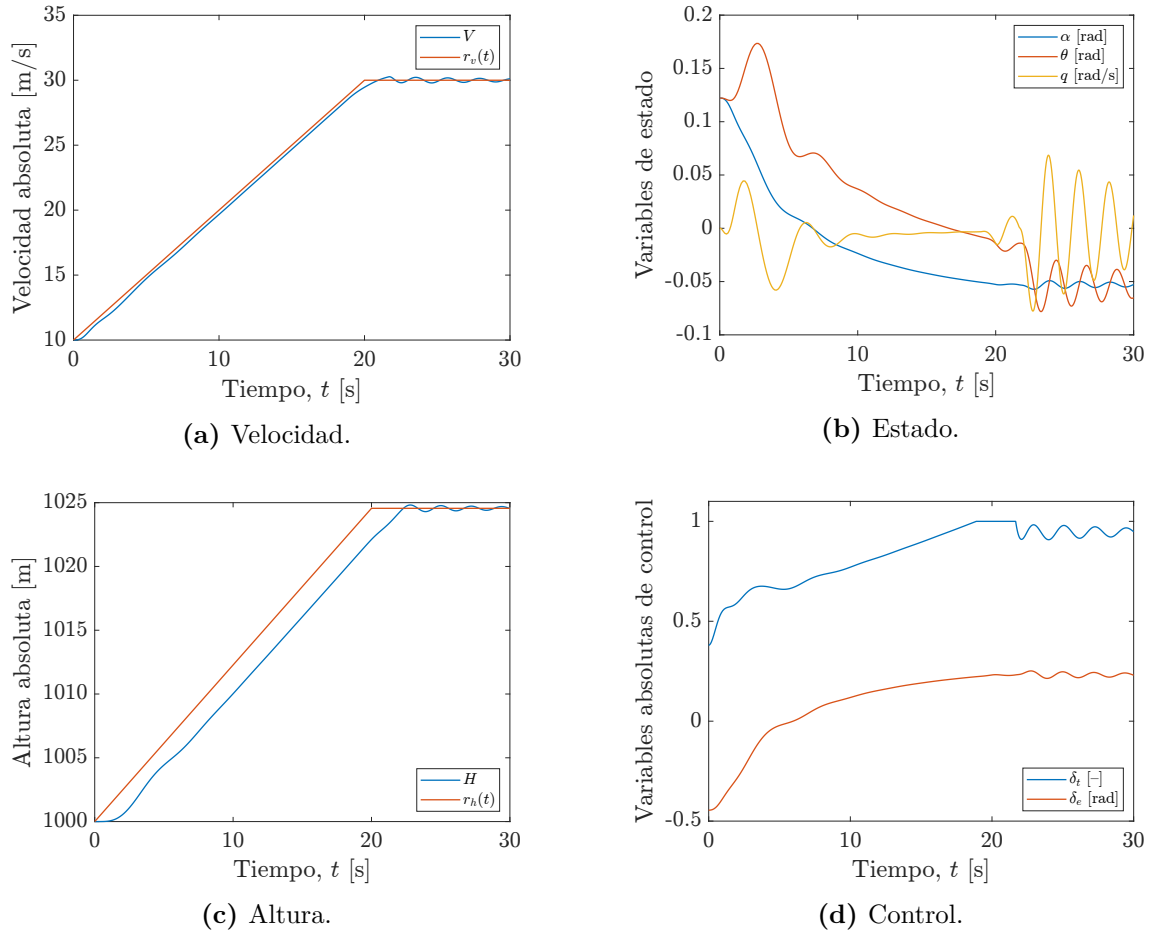 45
40
35
30
25
20
15
10
0
10
20
30
Velocidad absoluta [m/s]
Tiempo, t [s]
V
r_v(t)
(a) Velocidad.
0.2
0.15
0.1
0.05
0
-0.05
-0.1
0
10
20
30
Variables de estado
Tiempo, t [s]
α [rad]
θ [rad]
q [rad/s]
(b) Estado.
1025
1020
1015
1010
1005
1000
0
10
20
30
Altura absoluta [m]
Tiempo, t [s]
H
r_h(t)
(c) Altura.
1
0.5
0
-0.5
0
10
20
30
Variables absolutas de control
Tiempo, t [s]
δ_t [–]
δ_e [rad]
(d) Control.